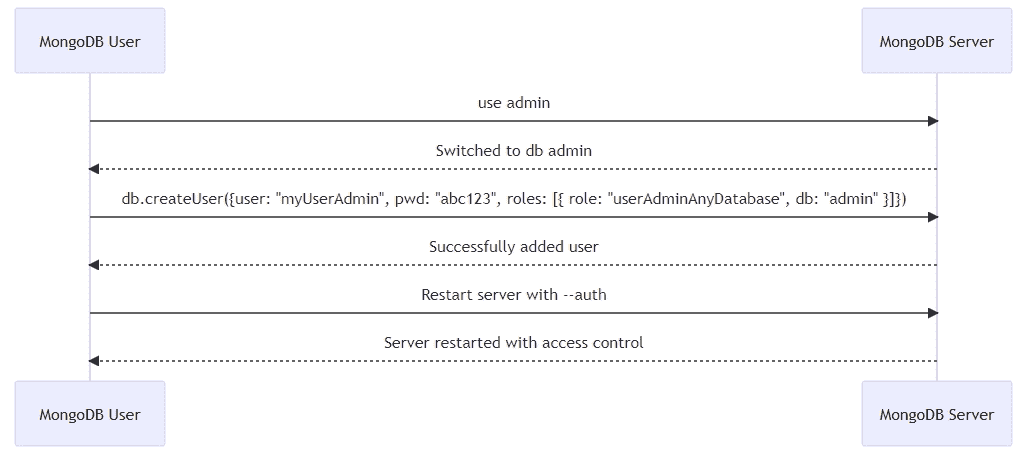 MongoDB User
MongoDB Server
use admin
Switched to db admin
db.createUser({user: "myUserAdmin", pwd: "abc123", roles: [{ role: "userAdminAnyDatabase", db: "admin" }]})
Successfully added user
Restart server with --auth
Server restarted with access control
MongoDB User
MongoDB Server